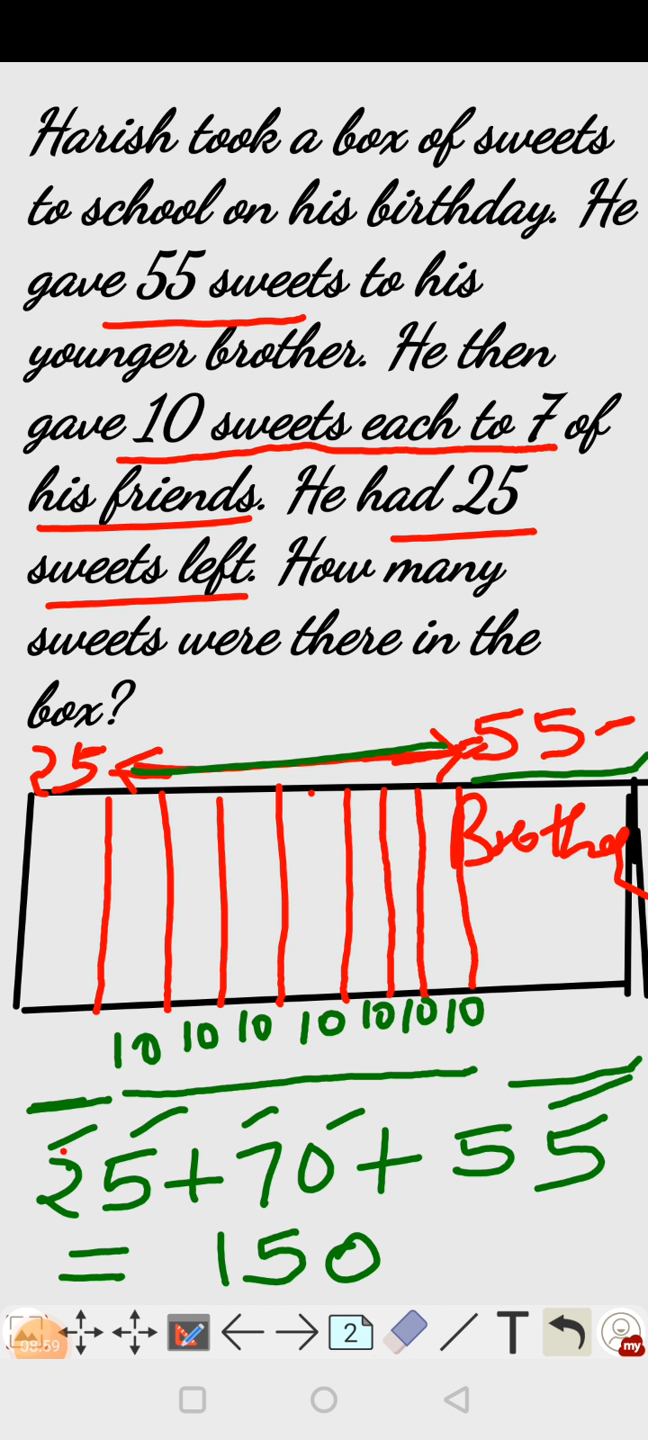 Harish took a box of sweets
to school on his birthday. He
gave 55 sweets to his
younger brother. He then
gave 10 sweets each to 7 of
his friends. He had 25
sweets left. How many
sweets were there in the
box?
25 55
Brother
10 10 10 10 10 10 10
25+70+55
= 150
2 T my
08:59